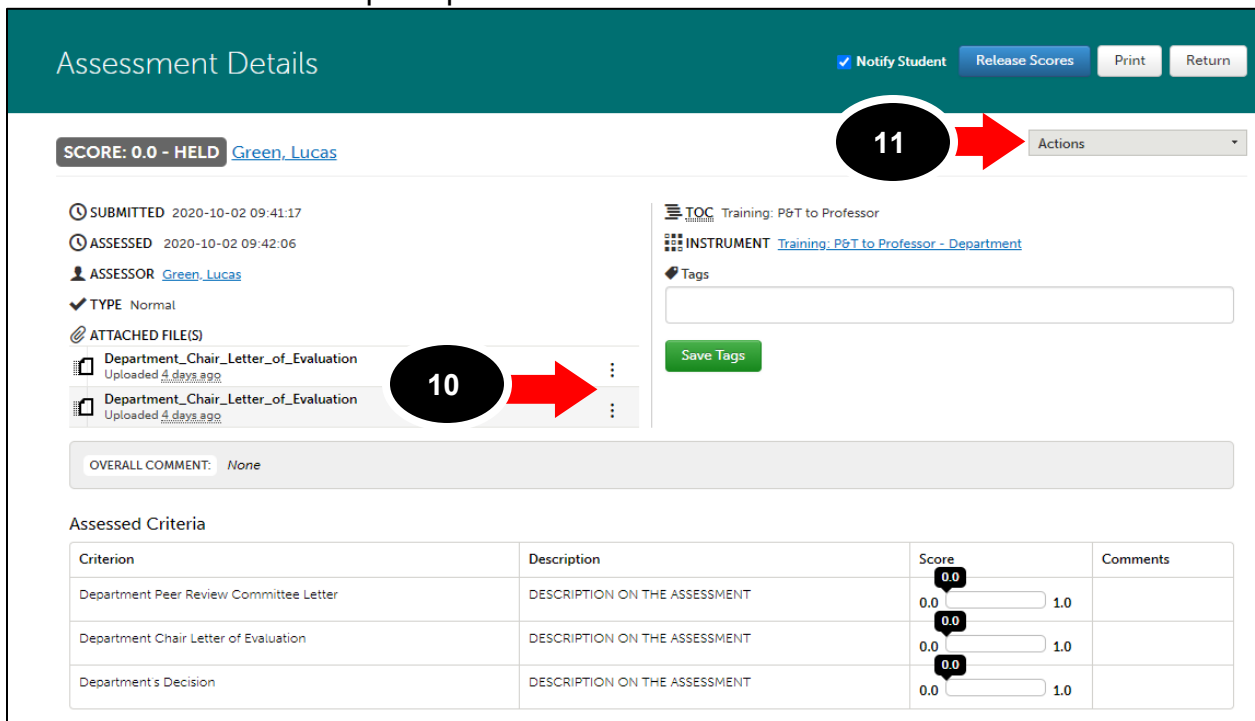 Assessment Details
Notify Student Release Scores Print Return
11
SCORE: 0.0 - HELD Green, Lucas
Actions
SUBMITTED 2020-10-02 09:41:17
ASSESSED 2020-10-02 09:42:06
ASSESSOR Green, Lucas
TYPE Normal
ATTACHED FILE(S)
Department_Chair_Letter_of_Evaluation
Uploaded 4 days ago
Department_Chair_Letter_of_Evaluation
Uploaded 4 days ago
10
TOC Training: P&T to Professor
INSTRUMENT Training: P&T to Professor - Department
Tags
Save Tags
OVERALL COMMENT: None
Assessed Criteria
Criterion Description Score Comments
Department Peer Review Committee Letter DESCRIPTION ON THE ASSESSMENT 0.0 0.0 1.0
Department Chair Letter of Evaluation DESCRIPTION ON THE ASSESSMENT 0.0 0.0 1.0
Department's Decision DESCRIPTION ON THE ASSESSMENT 0.0 0.0 1.0